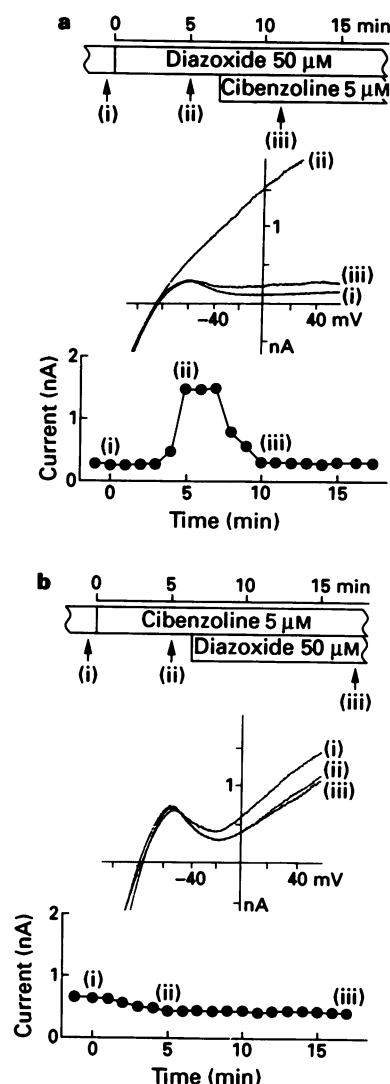 a
0 5 10 15 min
Diazoxide 50 µM
Cibenzoline 5 µM
(i) (ii)
(iii)
(ii)
1
(iii)
(i)
−40 40 mV
nA
2
1
0
Current (nA)
(i) (ii) (iii)
0 5 10 15
Time (min)
b
0 5 10 15 min
Cibenzoline 5 µM
Diazoxide 50 µM
(i) (ii) (iii)
(i)
1
(ii)
(iii)
−40 40 mV
nA
2
1
0
Current (nA)
(i) (ii) (iii)
0 5 10 15
Time (min)